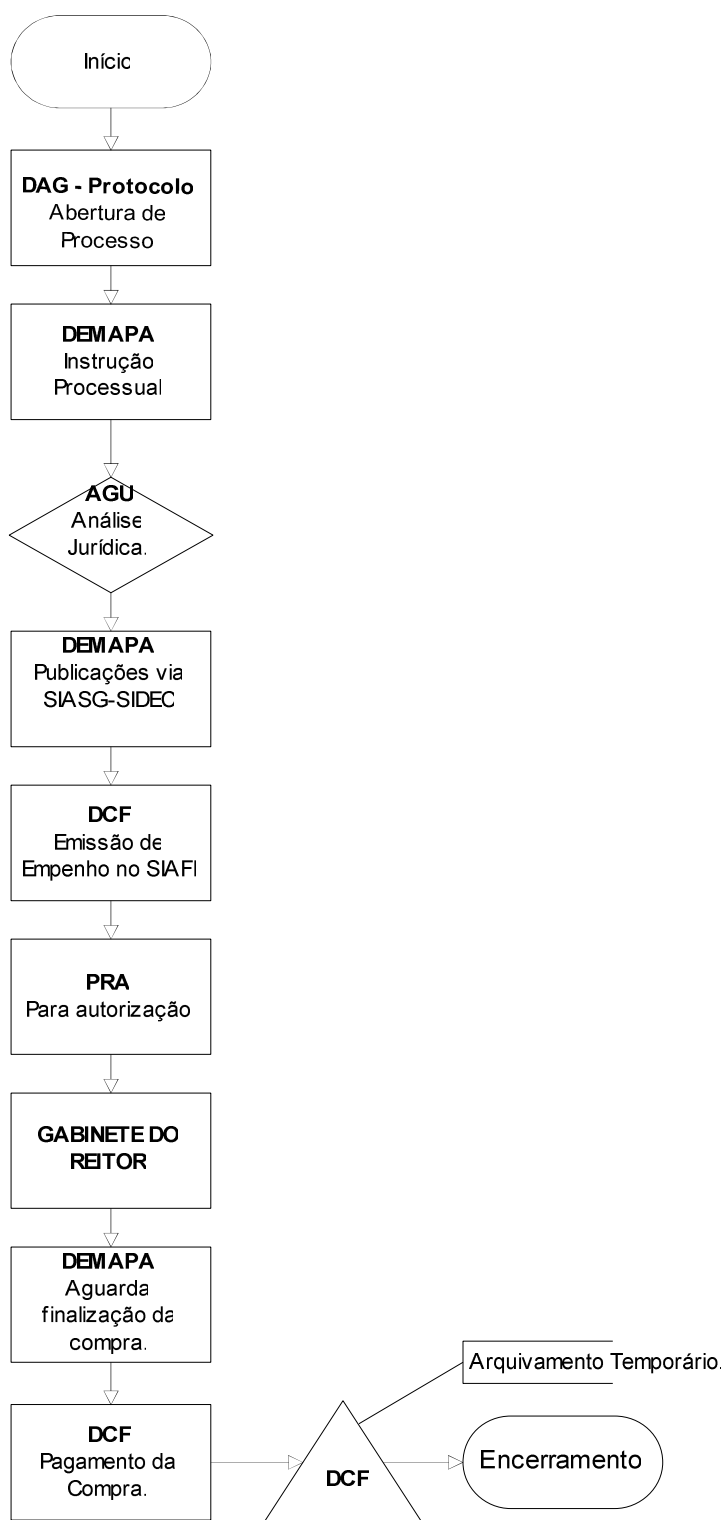 Início
DAG - Protocolo
Abertura de
Processo
DEMAPA
Instrução
Processual
AGU
Análise
Jurídica.
DEMAPA
Publicações via
SIASG-SIDEC
DCF
Emissão de
Empenho no SIAFI
PRA
Para autorização
GABINETE DO
REITOR
DEMAPA
Aguarda
finalização da
compra.
DCF
Pagamento da
Compra.
Arquivamento Temporário.
DCF
Encerramento